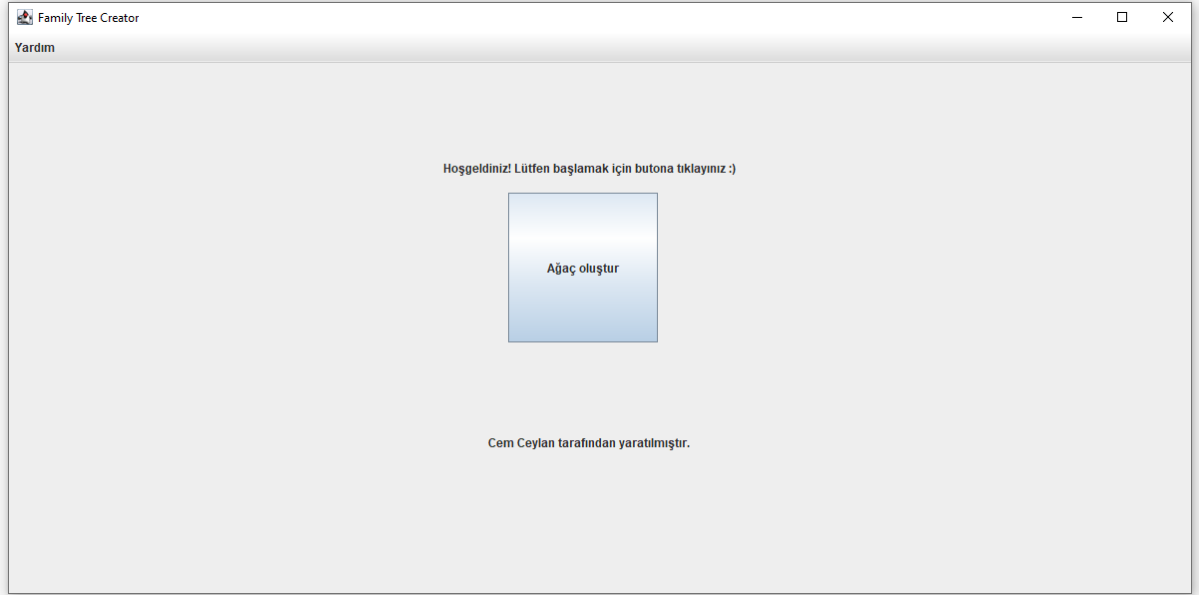 Family Tree Creator
Yardım
Hoşgeldiniz! Lütfen başlamak için butona tıklayınız :)
Ağaç oluştur
Cem Ceylan tarafından yaratılmıştır.